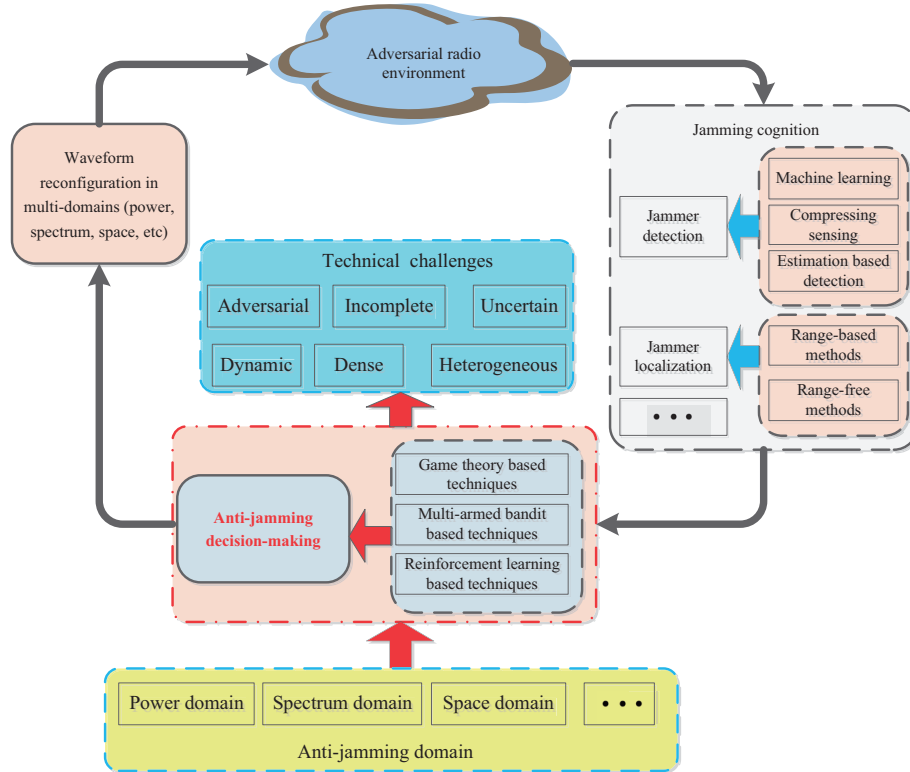 Adversarial radio
environment
Waveform
reconfiguration in
multi-domains (power,
spectrum, space, etc)
Jamming cognition
Jammer
detection
Machine learning
Compressing
sensing
Estimation based
detection
Jammer
localization
Range-based
methods
Range-free
methods
• • •
Technical challenges
Adversarial
Incomplete
Uncertain
Dynamic
Dense
Heterogeneous
Anti-jamming
decision-making
Game theory based
techniques
Multi-armed bandit
based techniques
Reinforcement learning
based techniques
Power domain
Spectrum domain
Space domain
• • •
Anti-jamming domain